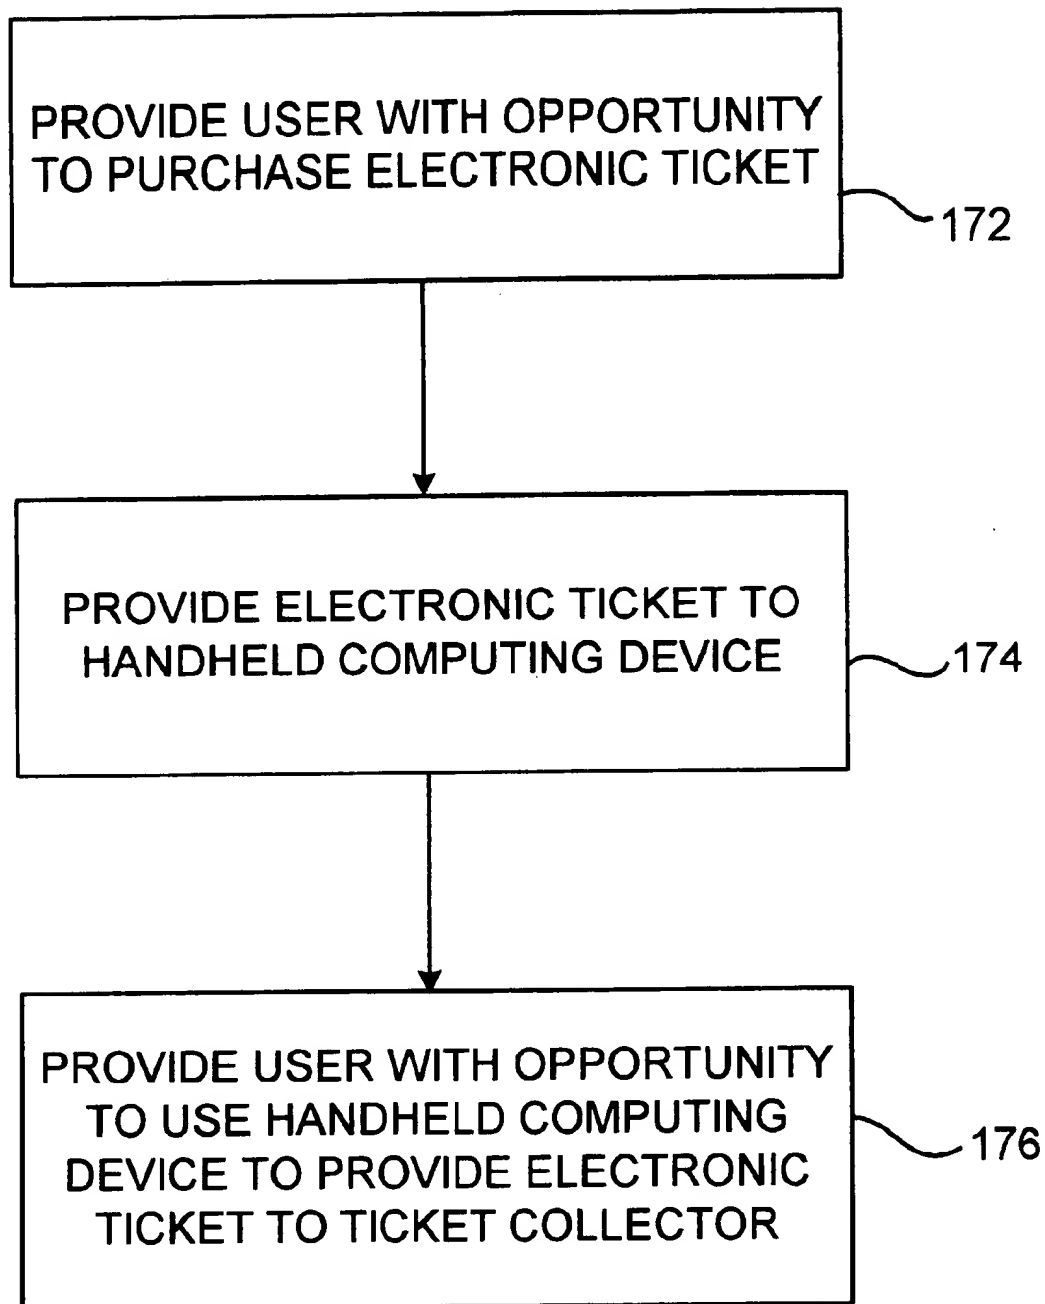 PROVIDE USER WITH OPPORTUNITY
TO PURCHASE ELECTRONIC TICKET
172
PROVIDE ELECTRONIC TICKET TO
HANDHELD COMPUTING DEVICE
174
PROVIDE USER WITH OPPORTUNITY
TO USE HANDHELD COMPUTING
DEVICE TO PROVIDE ELECTRONIC
TICKET TO TICKET COLLECTOR
176